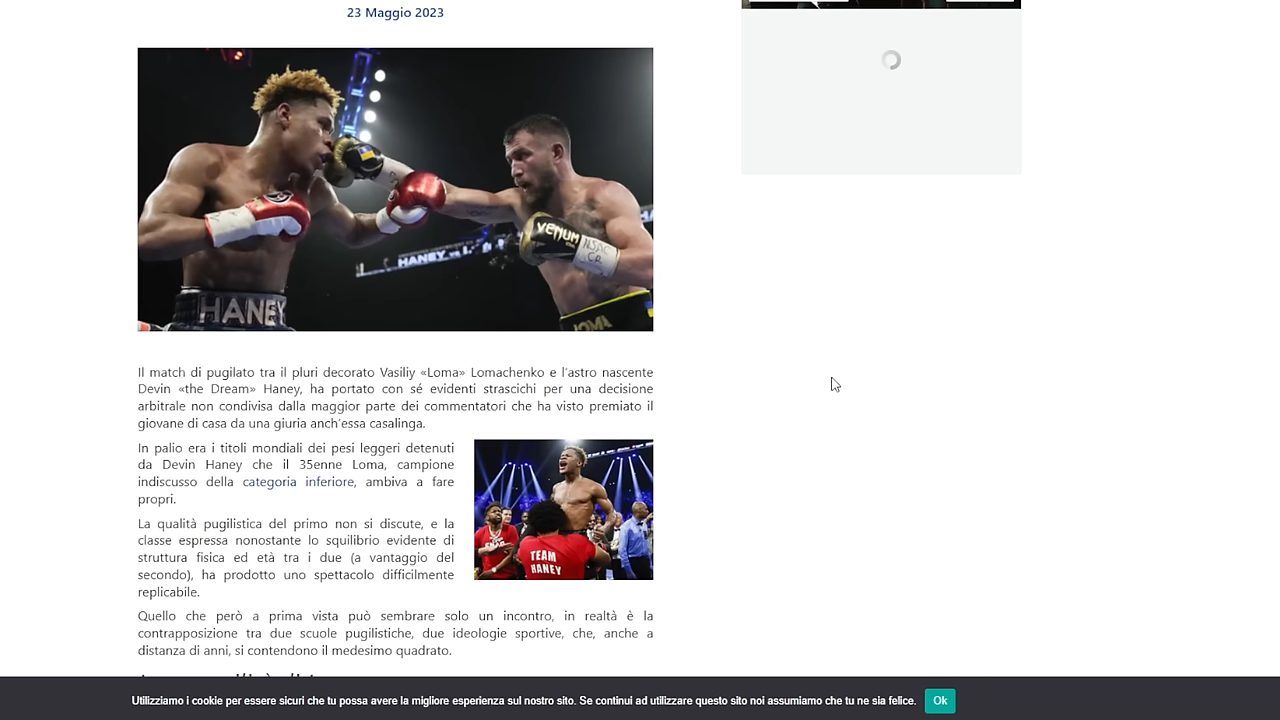 23 Maggio 2023
HANEY VS L
VENUM
NSAC
CR
HANEY
LOMA
Il match di pugilato tra il pluri decorato Vasiliy «Loma» Lomachenko e l'astro nascente
Devin «the Dream» Haney, ha portato con sé evidenti strascichi per una decisione
arbitrale non condivisa dalla maggior parte dei commentatori che ha visto premiato il
giovane di casa da una giuria anch'essa casalinga.
In palio era i titoli mondiali dei pesi leggeri detenuti
da Devin Haney che il 35enne Loma, campione
indiscusso della categoria inferiore, ambiva a fare
propri.
TEAM
HANEY
La qualità pugilistica del primo non si discute, e la
classe espressa nonostante lo squilibrio evidente di
struttura fisica ed età tra i due (a vantaggio del
secondo), ha prodotto uno spettacolo difficilmente
replicabile.
Quello che però a prima vista può sembrare solo un incontro, in realtà è la
contrapposizione tra due scuole pugilistiche, due ideologie sportive, che, anche a
distanza di anni, si contendono il medesimo quadrato.
Utilizziamo i cookie per essere sicuri che tu possa avere la migliore esperienza sul nostro sito. Se continui ad utilizzare questo sito noi assumiamo che tu ne sia felice.
Ok